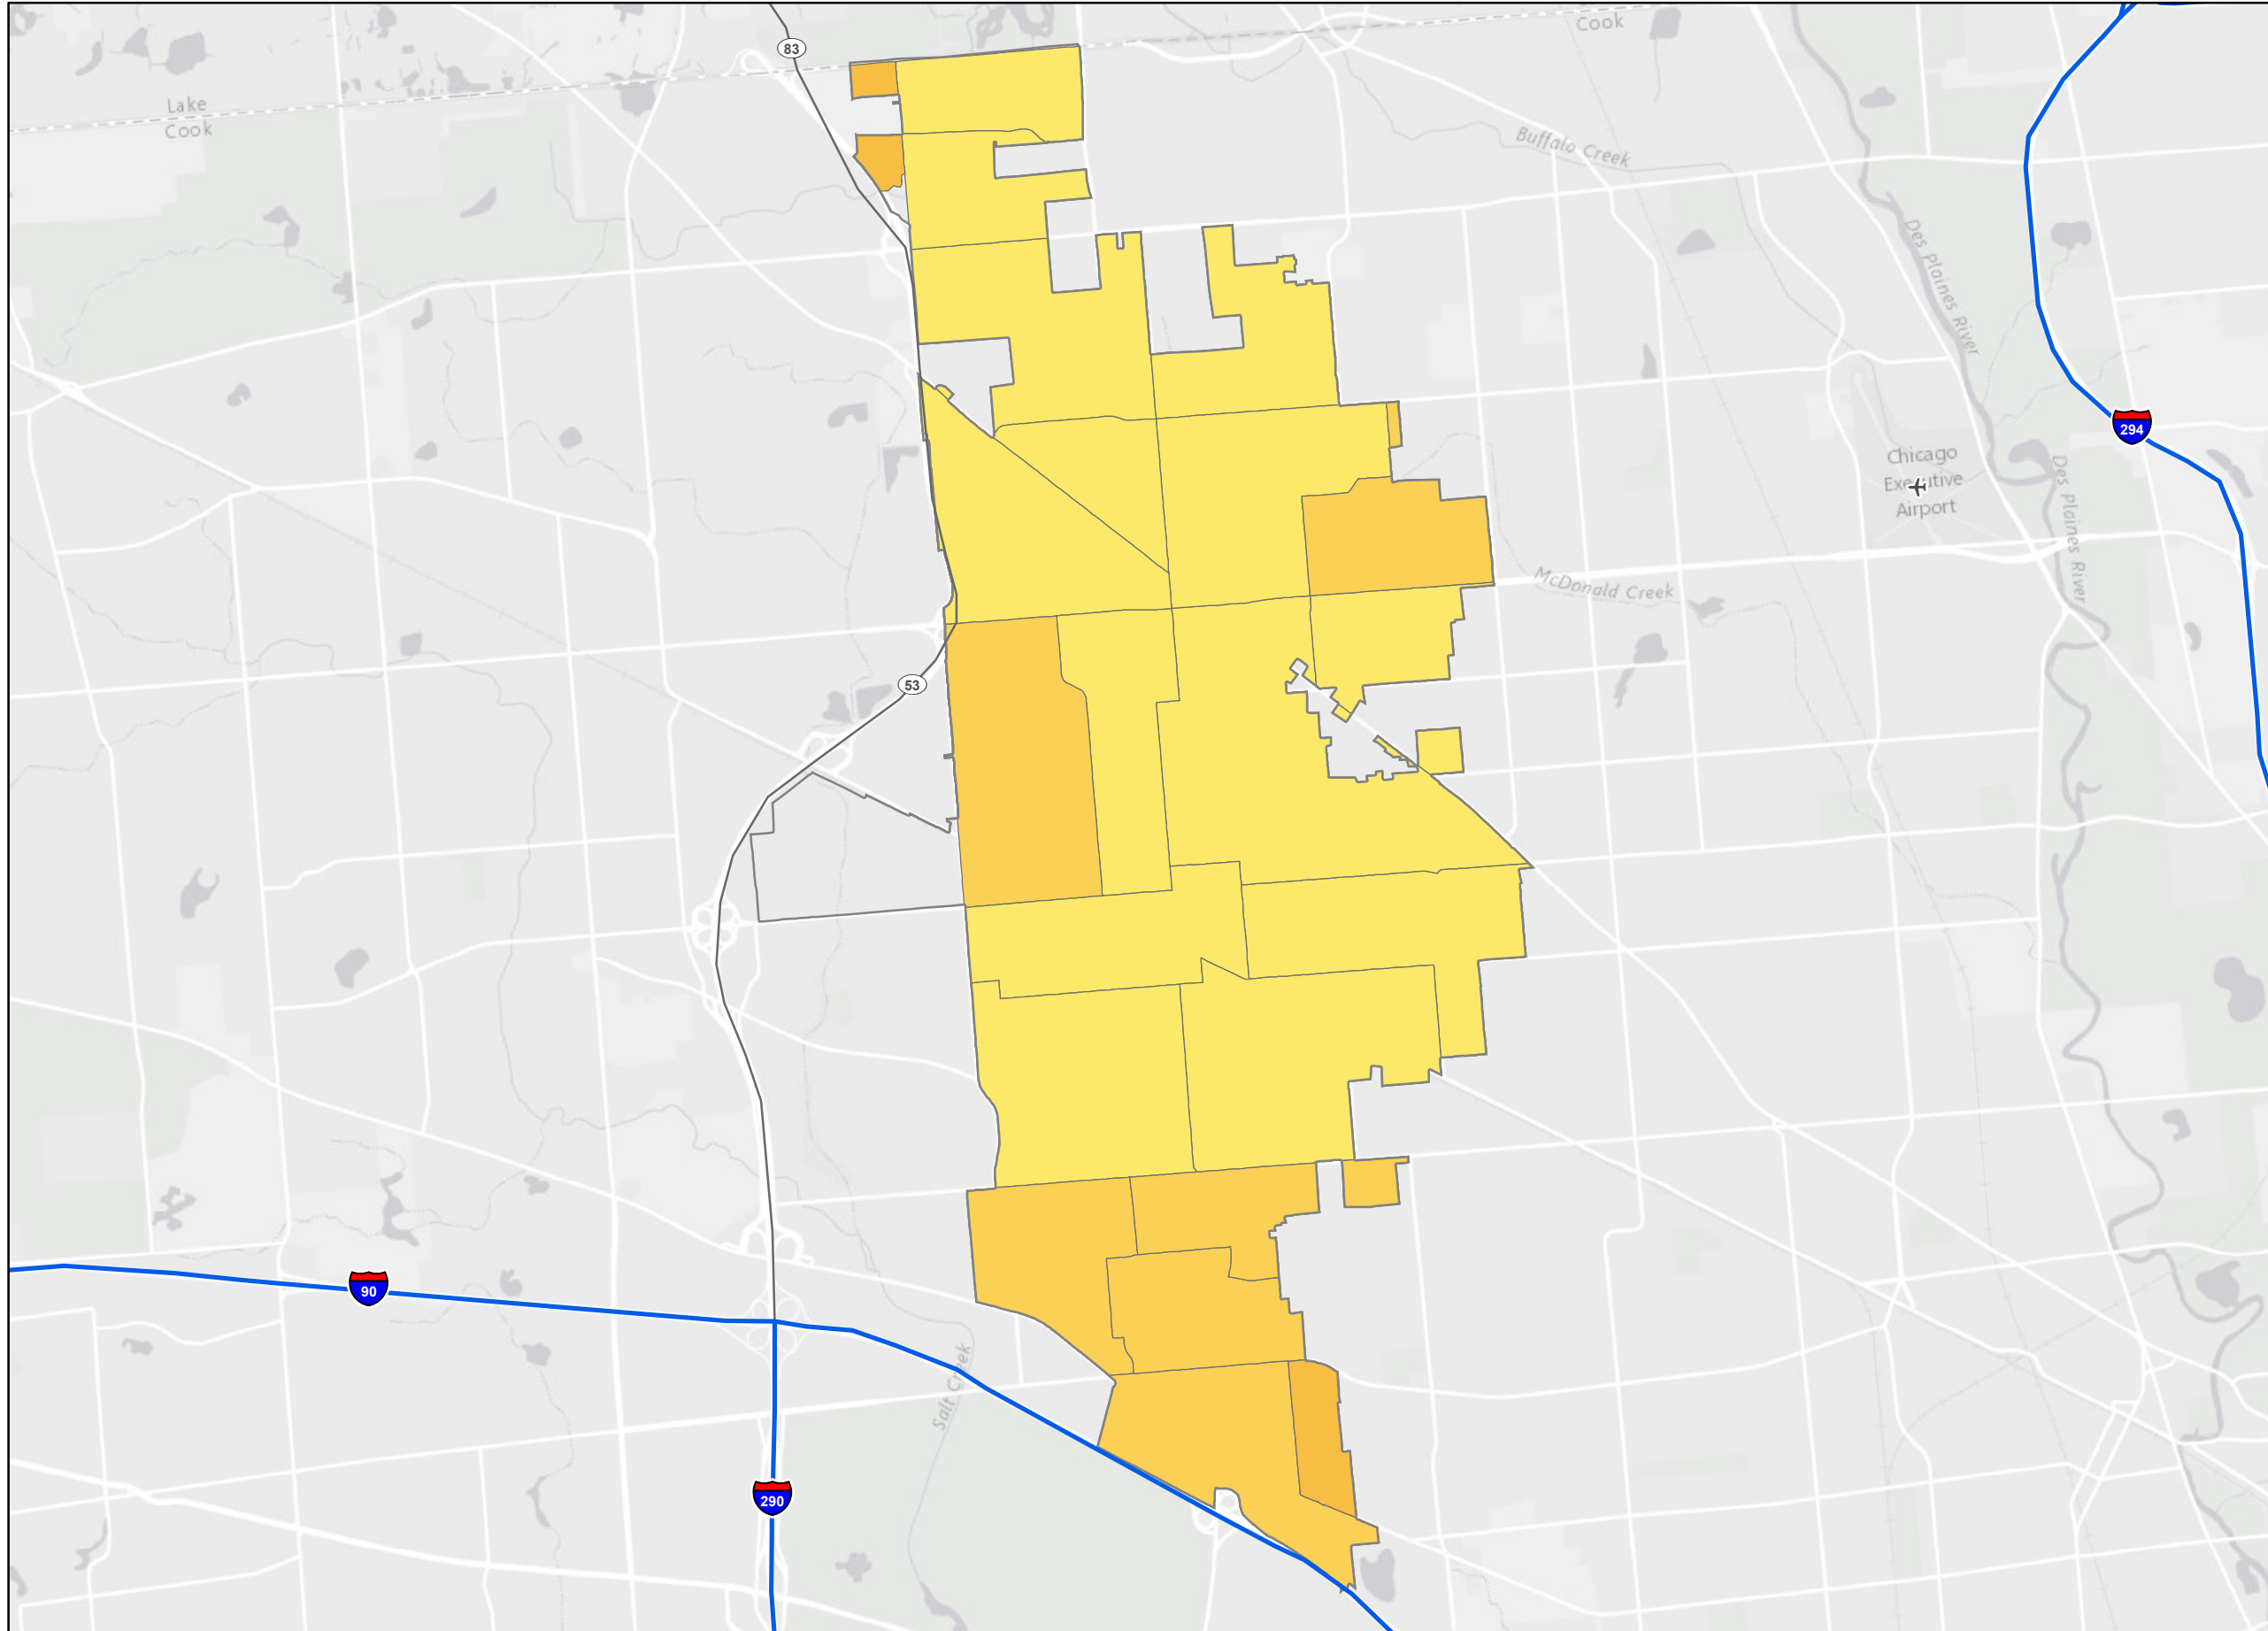 Cook
83
Lake
Cook
Buffalo Creek
Des Plaines River
294
Chicago
Executive
Airport
Des Plaines River
McDonald Creek
53
90
Salt Creek
290